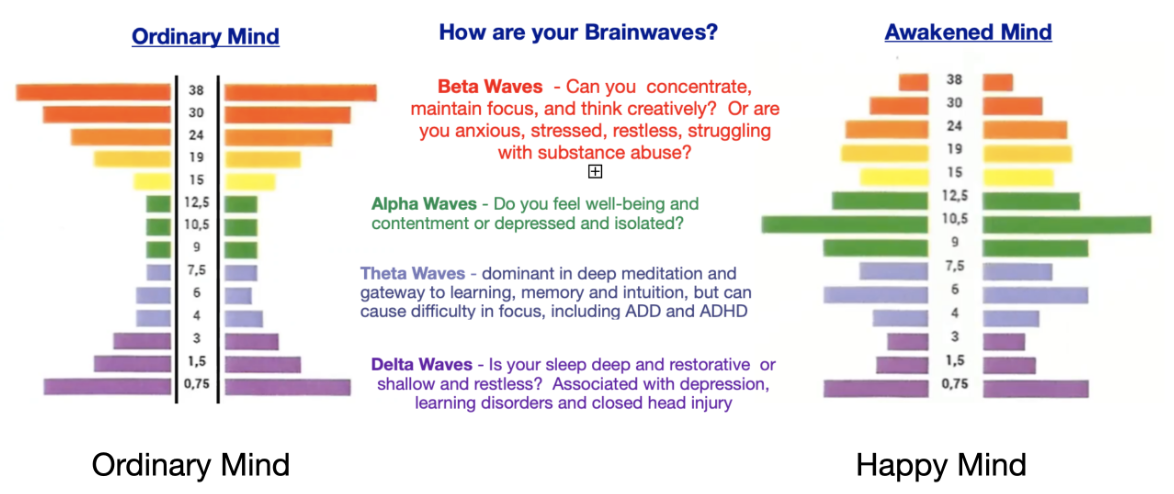 Ordinary Mind
How are your Brainwaves?
Awakened Mind
38
30
24
19
15
12,5
10,5
9
7,5
6
4
3
1,5
0,75
Beta Waves - Can you concentrate,
maintain focus, and think creatively? Or are
you anxious, stressed, restless, struggling
with substance abuse?
Alpha Waves - Do you feel well-being and
contentment or depressed and isolated?
Theta Waves - dominant in deep meditation and
gateway to learning, memory and intuition, but can
cause difficulty in focus, including ADD and ADHD
Delta Waves - Is your sleep deep and restorative or
shallow and restless? Associated with depression,
learning disorders and closed head injury
38
30
24
19
15
12,5
10,5
9
7,5
6
4
3
1,5
0,75
Ordinary Mind
Happy Mind